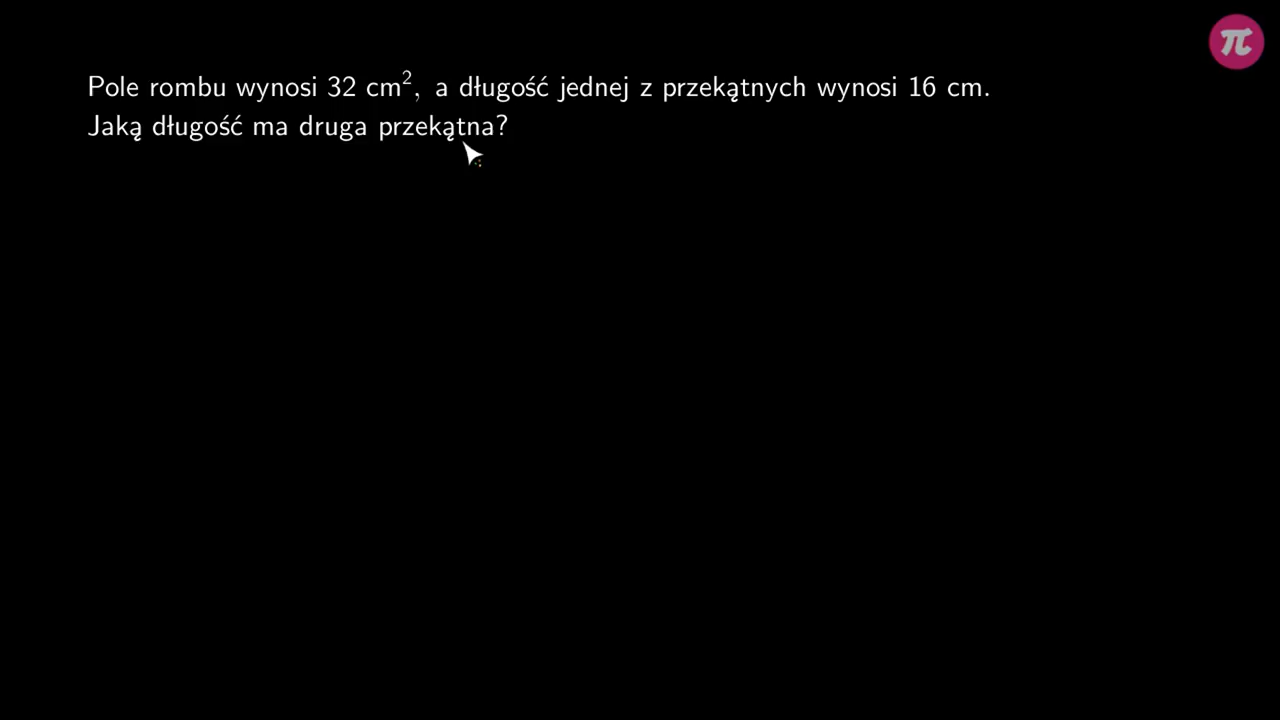 Pole rombu wynosi 32 cm², a długość jednej z przekątnych wynosi 16 cm.
Jaką długość ma druga przekątna?
π